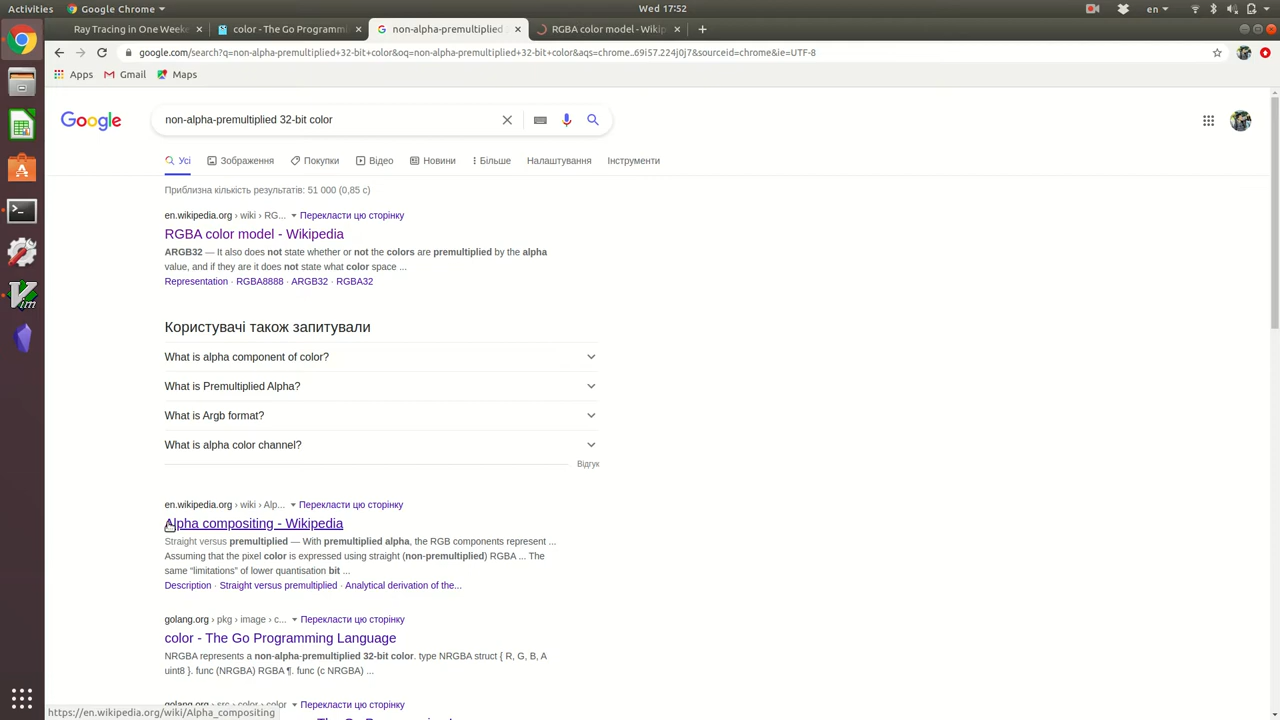 Activities
Google Chrome
Wed 17:52
en
Ray Tracing in One Weeke
color - The Go Programmi
non-alpha-premultiplied
RGBA color model - Wikip
google.com/search?q=non-alpha-premultiplied+32-bit+color&oq=non-alpha-premultiplied+32-bit+color&aqs=chrome..69i57.224j0j7&sourceid=chrome&ie=UTF-8
Apps
Gmail
Maps
Google
non-alpha-premultiplied 32-bit color
Усі
Зображення
Покупки
Відео
Новини
Більше
Налаштування
Інструменти
Приблизна кількість результатів: 51 000 (0,85 с)
en.wikipedia.org › wiki › RG... Перекласти цю сторінку
RGBA color model - Wikipedia
ARGB32 — It also does not state whether or not the colors are premultiplied by the alpha
value, and if they are it does not state what color space ...
Representation · RGBA8888 · ARGB32 · RGBA32
Користувачі також запитували
What is alpha component of color?
What is Premultiplied Alpha?
What is Argb format?
What is alpha color channel?
Відгук
en.wikipedia.org › wiki › Alp... Перекласти цю сторінку
Alpha compositing - Wikipedia
Straight versus premultiplied — With premultiplied alpha, the RGB components represent ...
Assuming that the pixel color is expressed using straight (non-premultiplied) RGBA ... The
same “limitations” of lower quantisation bit ...
Description · Straight versus premultiplied · Analytical derivation of the...
golang.org › pkg › image › c... Перекласти цю сторінку
color - The Go Programming Language
NRGBA represents a non-alpha-premultiplied 32-bit color. type NRGBA struct { R, G, B, A
uint8 }. func (NRGBA) RGBA ¶. func (c NRGBA) ...
golang.org › src › color › color Перекласти цю сторінку
https://en.wikipedia.org/wiki/Alpha_compositing